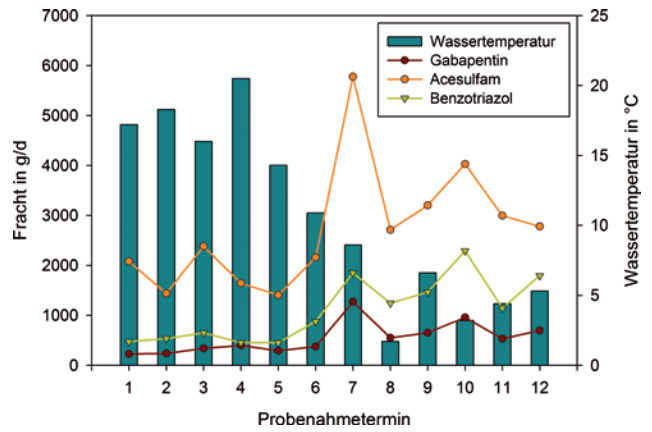 7000
6000
5000
4000
3000
2000
1000
0
Fracht in g/d
25
20
15
10
5
0
Wassertemperatur in °C
Wassertemperatur
Gabapentin
Acesulfam
Benzotriazol
1 2 3 4 5 6 7 8 9 10 11 12
Probenahmetermin